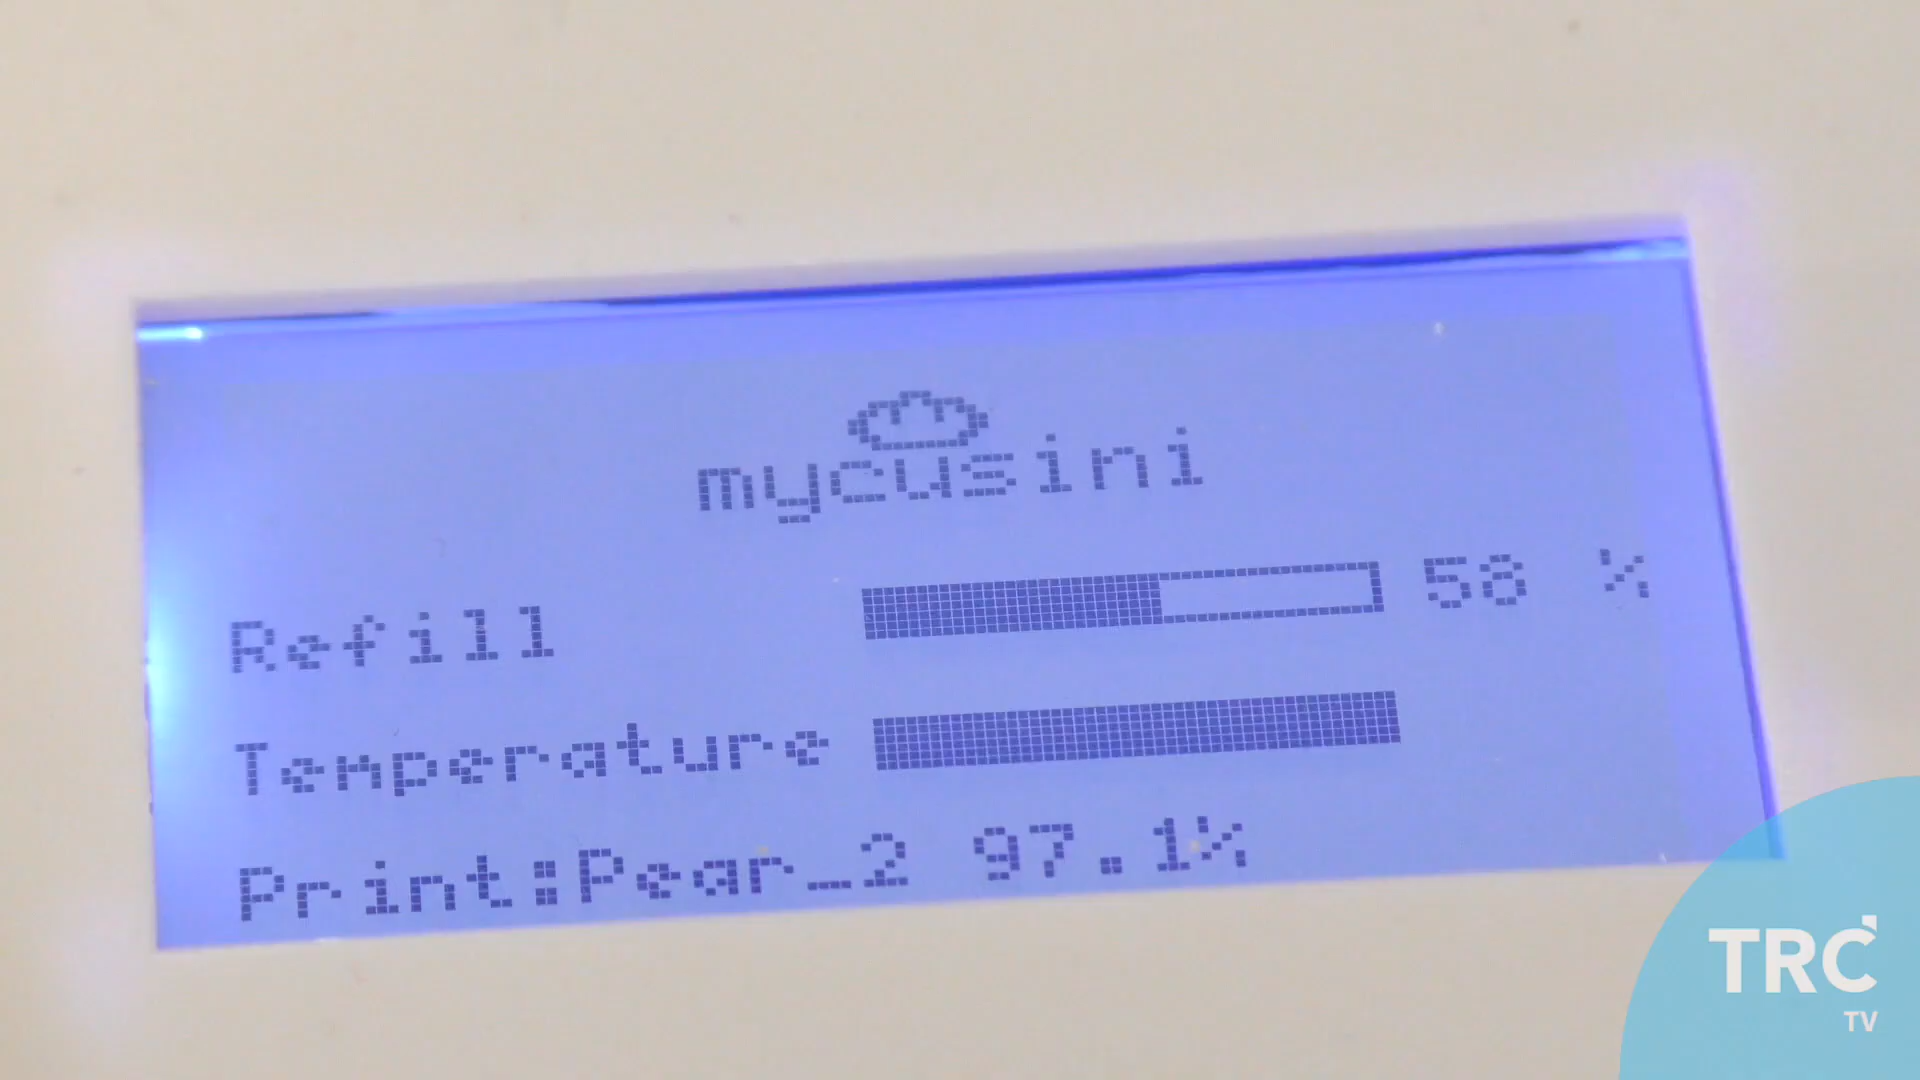 mycusini
Refill 58 %
Temperature
Print:Pear_2 97.1%
TRC
TV